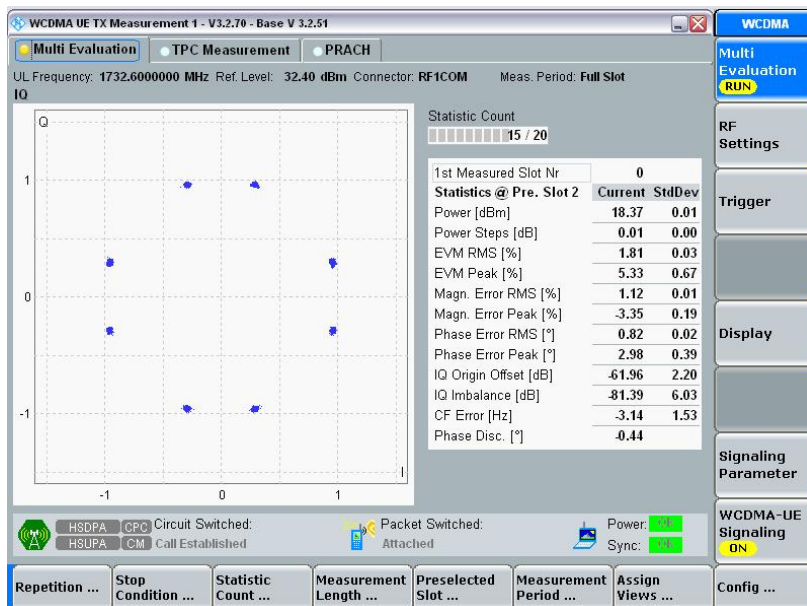 WCDMA UE TX Measurement 1 - V3.2.70 - Base V 3.2.51
WCDMA
Multi Evaluation
TPC Measurement
PRACH
UL Frequency: 1732.6000000 MHz Ref. Level: 32.40 dBm Connector: RF1COM Meas. Period: Full Slot
IQ
Q
1
0
-1
-1 0 1
I
Statistic Count
15 / 20
1st Measured Slot Nr 0
Statistics @ Pre. Slot 2 Current StdDev
Power [dBm] 18.37 0.01
Power Steps [dB] 0.01 0.00
EVM RMS [%] 1.81 0.03
EVM Peak [%] 5.33 0.67
Magn. Error RMS [%] 1.12 0.01
Magn. Error Peak [%] -3.35 0.19
Phase Error RMS [°] 0.82 0.02
Phase Error Peak [°] 2.98 0.39
IQ Origin Offset [dB] -61.96 2.20
IQ Imbalance [dB] -81.39 6.03
CF Error [Hz] -3.14 1.53
Phase Disc. [°] -0.44
HSDPA CPC Circuit Switched: Packet Switched: Power:
HSUPA CM Call Established Attached Sync:
Multi
Evaluation
RUN
RF
Settings
Trigger
Display
Signaling
Parameter
WCDMA-UE
Signaling
ON
Repetition ...
Stop
Condition ...
Statistic
Count ...
Measurement
Length ...
Preselected
Slot ...
Measurement
Period ...
Assign
Views ...
Config ...